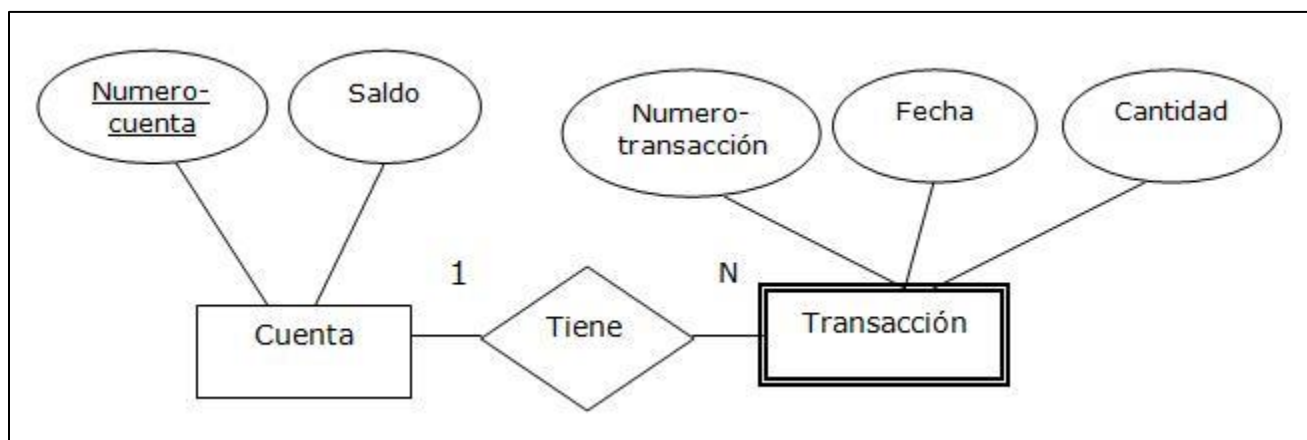 Numero-
cuenta
Saldo
Numero-
transacción
Fecha
Cantidad
1
N
Cuenta
Tiene
Transacción